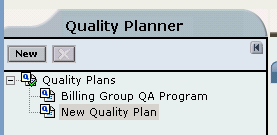 Quality Planner
New
Quality Plans
Billing Group QA Program
New Quality Plan